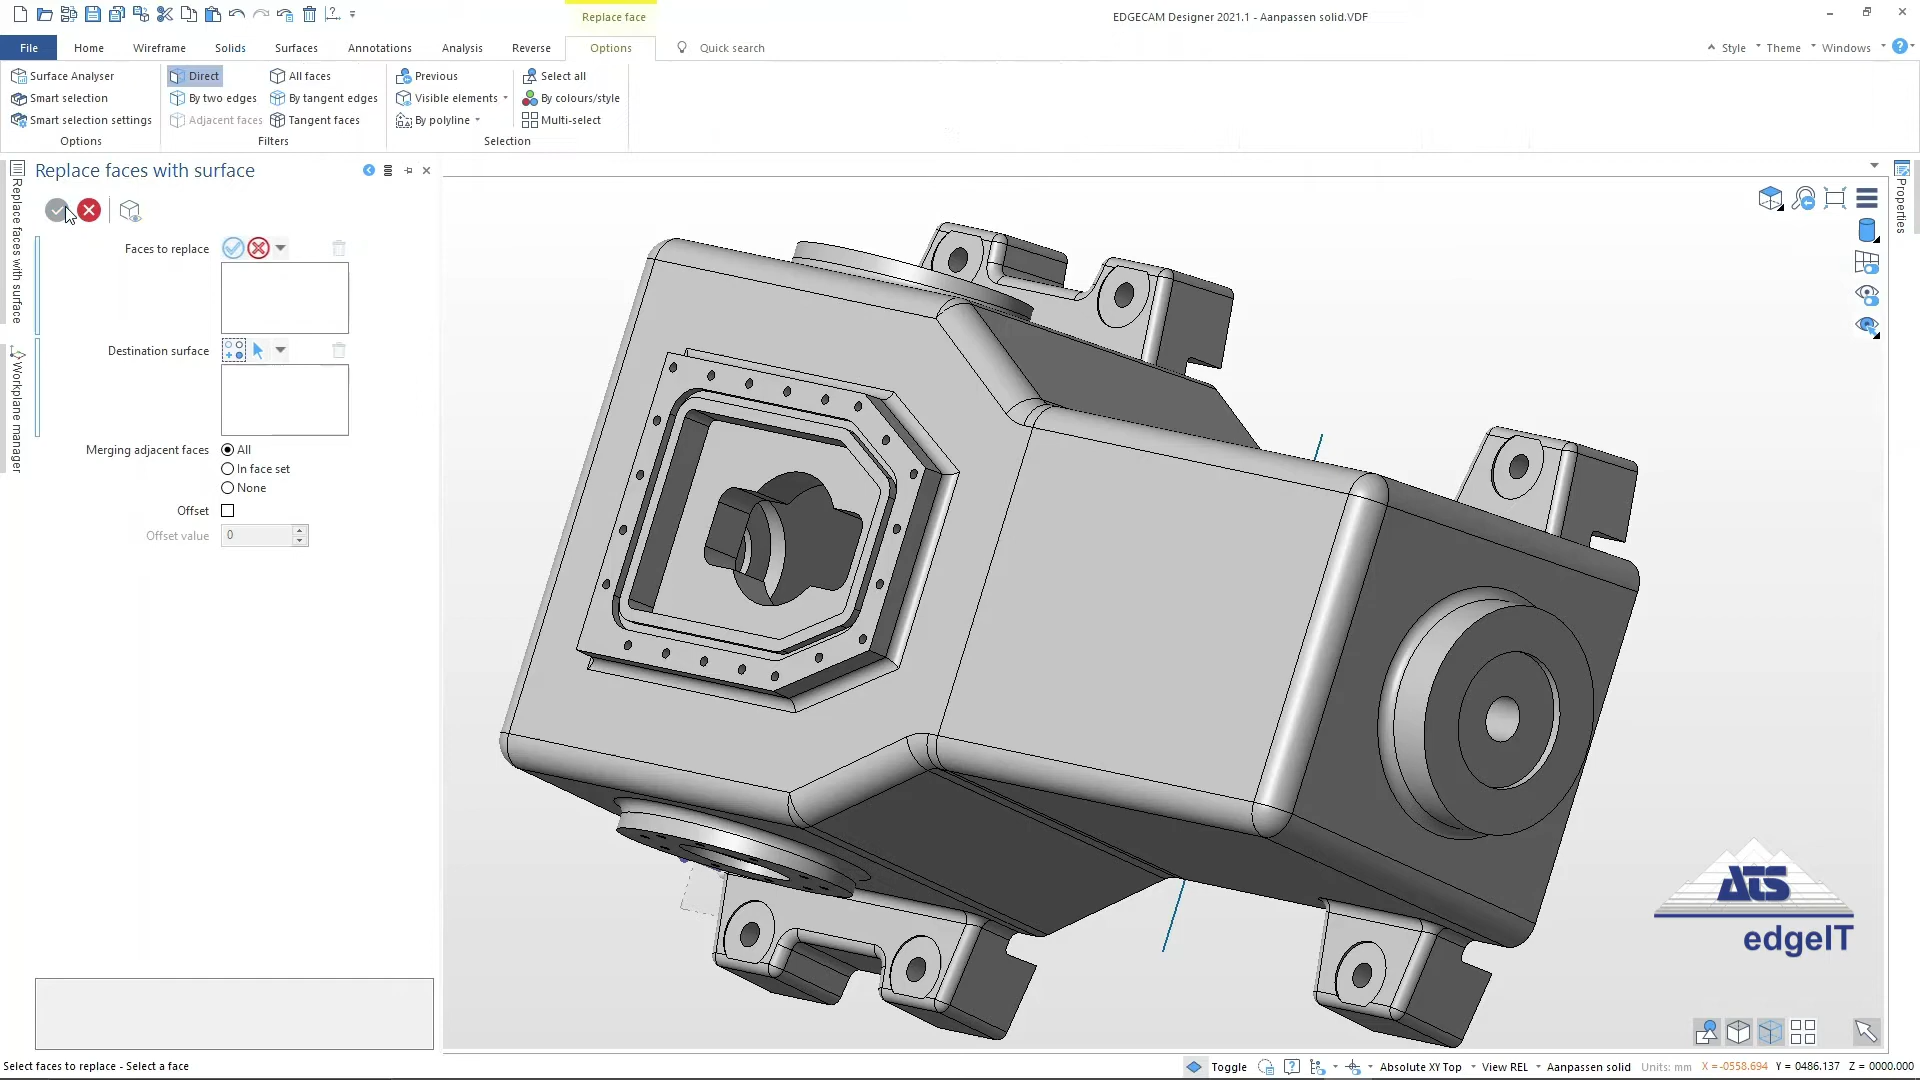 Replace face
EDGECAM Designer 2021.1 - Aanpassen solid.VDF
File Home Wireframe Solids Surfaces Annotations Analysis Reverse Options Quick search Style Theme Windows
Surface Analyser Direct All faces Previous Select all
Smart selection By two edges By tangent edges Visible elements By colours/style
Smart selection settings Adjacent faces Tangent faces By polyline Multi-select
Options Filters Selection
Replace faces with surface
Replace faces with surface
Workplane manager
Properties
Faces to replace
Destination surface
Merging adjacent faces All
In face set
None
Offset
Offset value 0
ATS
edgeIT
Select faces to replace - Select a face
Toggle Absolute XY Top View REL Aanpassen solid Units: mm X = -0558.694 Y = 0486.137 Z = 0000.000